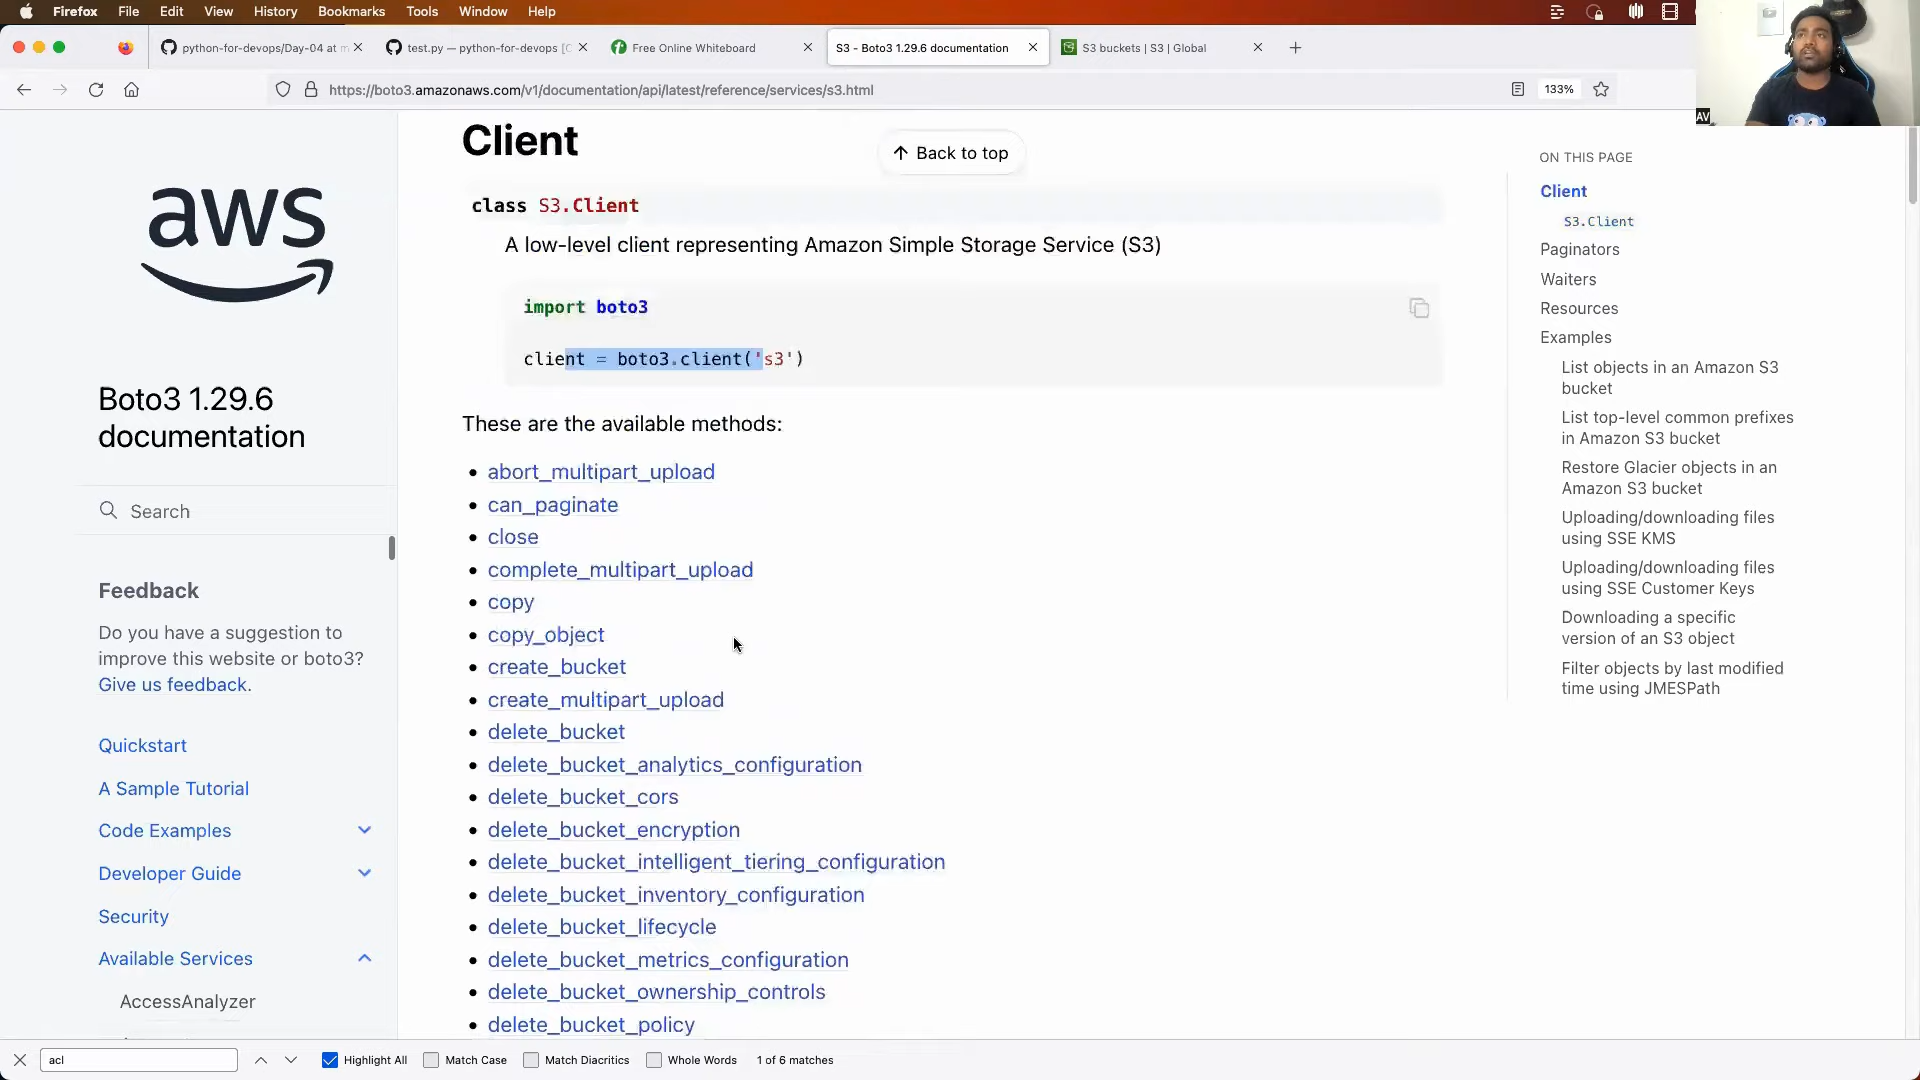 Firefox File Edit View History Bookmarks Tools Window Help
python-for-devops/Day-04 at m
test.py — python-for-devops [C
Free Online Whiteboard
S3 - Boto3 1.29.6 documentation
S3 buckets | S3 | Global
https://boto3.amazonaws.com/v1/documentation/api/latest/reference/services/s3.html
133%
AV
aws
Boto3 1.29.6
documentation
Search
Feedback
Do you have a suggestion to
improve this website or boto3?
Give us feedback.
Quickstart
A Sample Tutorial
Code Examples
Developer Guide
Security
Available Services
AccessAnalyzer
Client
Back to top
class S3.Client
A low-level client representing Amazon Simple Storage Service (S3)
import boto3
client = boto3.client('s3')
These are the available methods:
abort_multipart_upload
can_paginate
close
complete_multipart_upload
copy
copy_object
create_bucket
create_multipart_upload
delete_bucket
delete_bucket_analytics_configuration
delete_bucket_cors
delete_bucket_encryption
delete_bucket_intelligent_tiering_configuration
delete_bucket_inventory_configuration
delete_bucket_lifecycle
delete_bucket_metrics_configuration
delete_bucket_ownership_controls
delete_bucket_policy
ON THIS PAGE
Client
S3.Client
Paginators
Waiters
Resources
Examples
List objects in an Amazon S3
bucket
List top-level common prefixes
in Amazon S3 bucket
Restore Glacier objects in an
Amazon S3 bucket
Uploading/downloading files
using SSE KMS
Uploading/downloading files
using SSE Customer Keys
Downloading a specific
version of an S3 object
Filter objects by last modified
time using JMESPath
acl
Highlight All
Match Case
Match Diacritics
Whole Words
1 of 6 matches